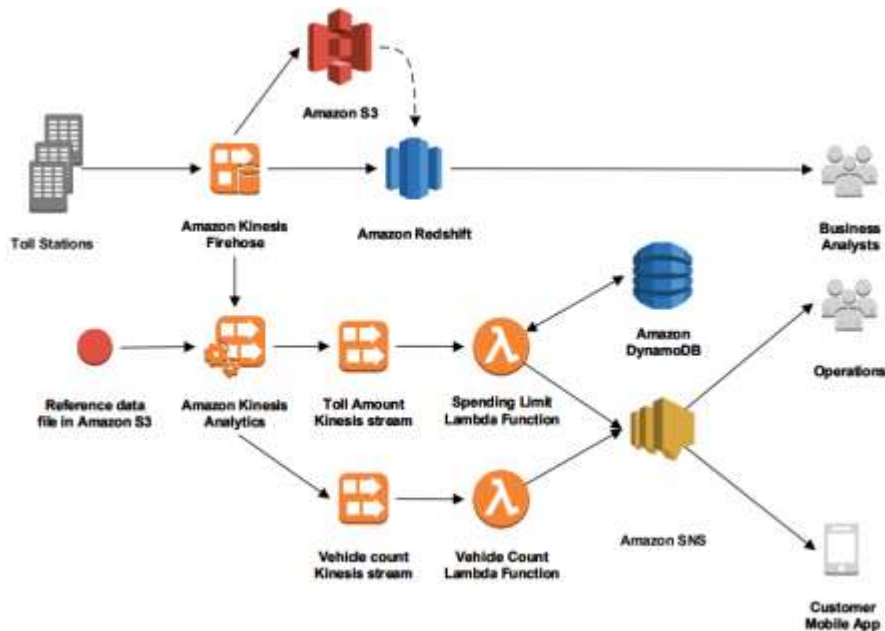 Amazon S3
Toll Stations
Amazon Kinesis
Firehose
Amazon Redshift
Business
Analysts
Amazon
DynamoDB
Operations
Reference data
file in Amazon S3
Amazon Kinesis
Analytics
Toll Amount
Kinesis stream
Spending Limit
Lambda Function
Amazon SNS
Vehicle count
Kinesis stream
Vehicle Count
Lambda Function
Customer
Mobile App